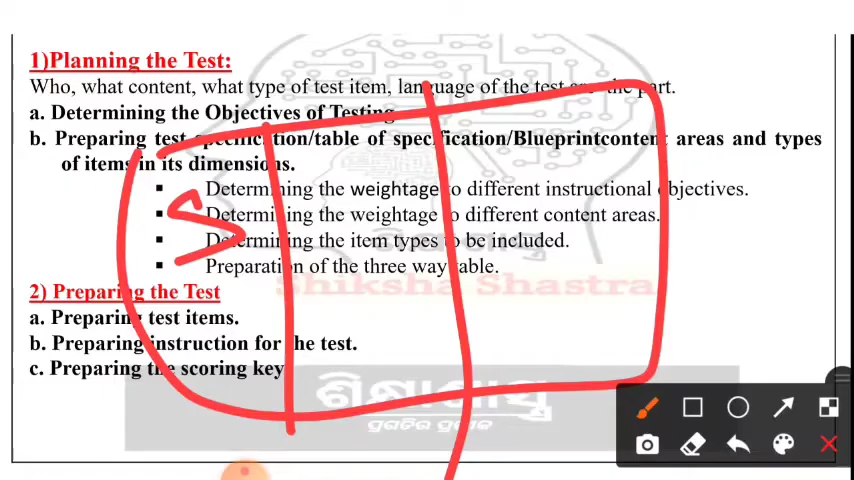 1)Planning the Test:
Who, what content, what type of test item, language of the test are the part.
a. Determining the Objectives of Testing
b. Preparing test specification/table of specification/Blueprintcontent areas and types
of items in its dimensions.
▪ Determining the weightage to different instructional objectives.
▪ Determining the weightage to different content areas.
▪ Determining the item types to be included.
▪ Preparation of the three way table.
ଶିକ୍ଷାଶାସ୍ତ୍ର
Shiksha Shastra
2) Preparing the Test
a. Preparing test items.
b. Preparing instruction for the test.
c. Preparing the scoring key
ଶିକ୍ଷାଶାସ୍ତ୍ର
ପ୍ରଗତିର ପ୍ରଥମ
S